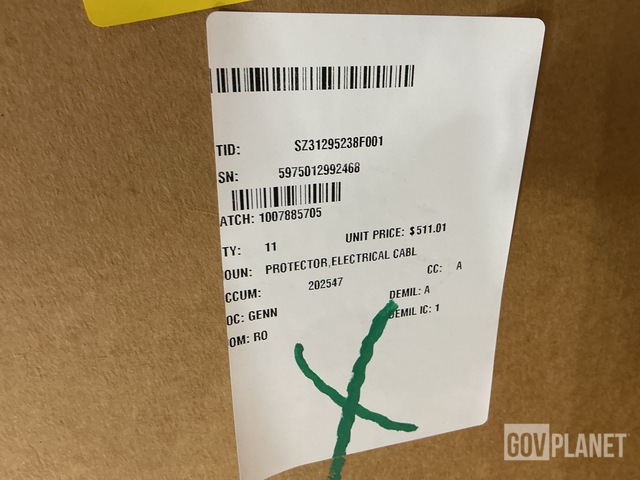 TID: SZ31295238F001
SN: 5975012992468
ATCH: 1007885705
TY: 11 UNIT PRICE: $511.01
OUN: PROTECTOR,ELECTRICAL CABL
CCUM: 202547 CC: A
OC: GENN DEMIL: A
OM: RO DEMIL IC: 1
GOVPLANET